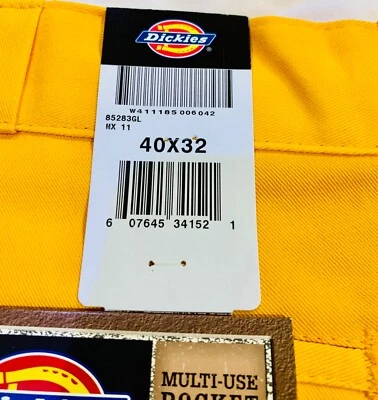 Dickies
W411185006042
85283GL
MX 11
40X32
6 07645 34152 1
MULTI-USE
POCKET